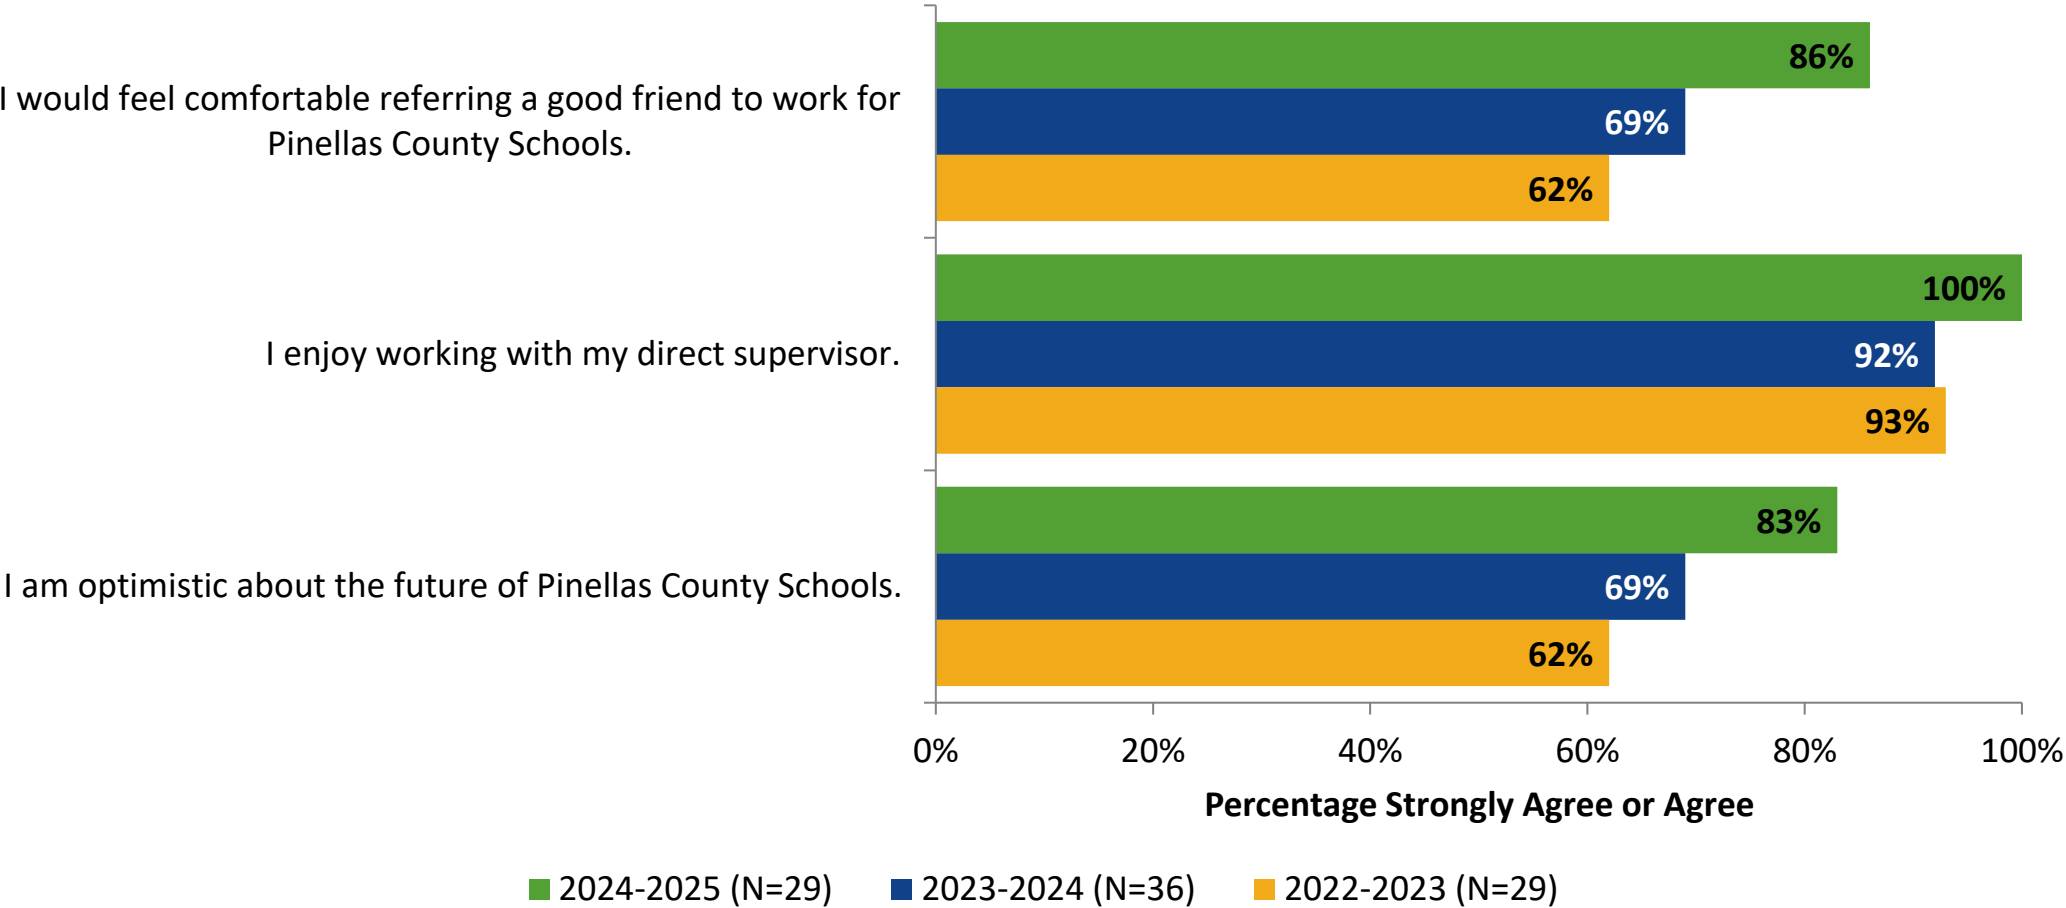 86%
I would feel comfortable referring a good friend to work for
Pinellas County Schools.
69%
62%
100%
I enjoy working with my direct supervisor.
92%
93%
83%
I am optimistic about the future of Pinellas County Schools.
69%
62%
0% 20% 40% 60% 80% 100%
Percentage Strongly Agree or Agree
2024-2025 (N=29) 2023-2024 (N=36) 2022-2023 (N=29)